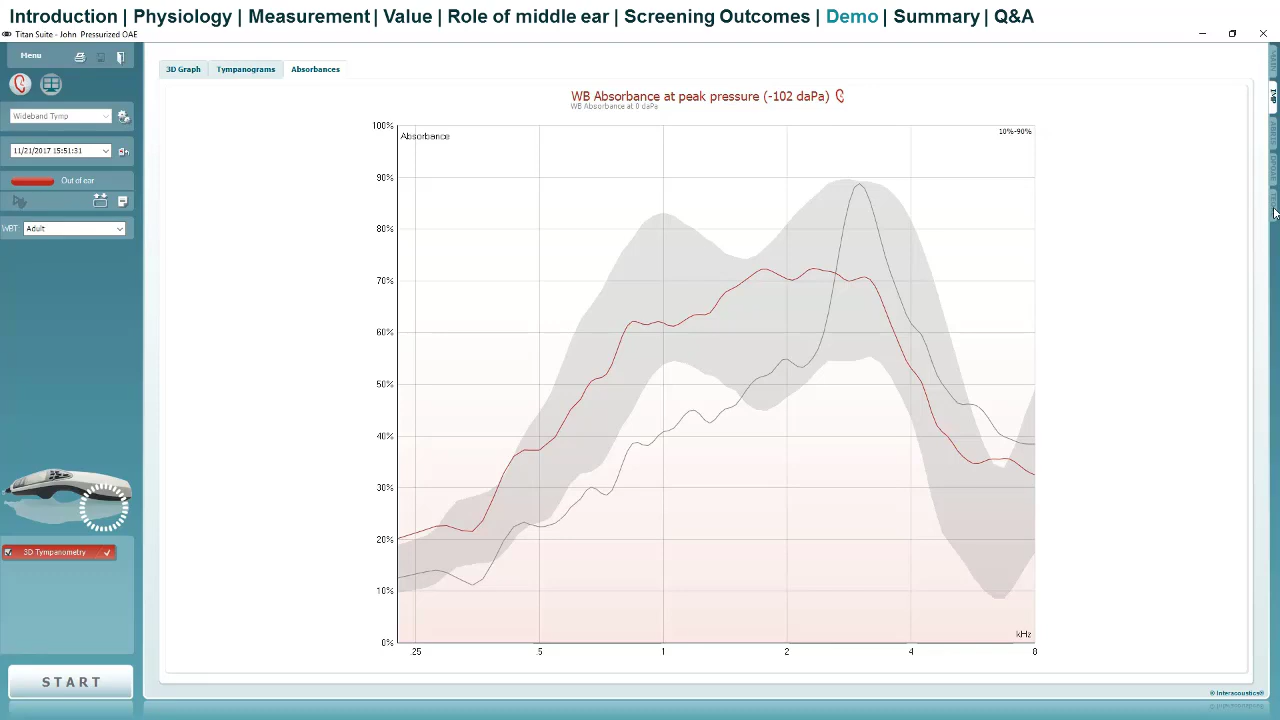 Introduction | Physiology | Measurement | Value | Role of middle ear | Screening Outcomes | Demo | Summary | Q&A
Titan Suite - John Pressurized OAE
Menu
3D Graph Tympanograms Absorbances
WB Absorbance at peak pressure (-102 daPa)
WB Absorbance at 0 daPa
Wideband Tymp
11/21/2017 15:51:31
Out of ear
WBT Adult
100% Absorbance 10%-90%
90%
80%
70%
60%
50%
40%
30%
20%
10%
0% kHz
.25 .5 1 2 4 8
3D Tympanometry
START
© Interacoustics®